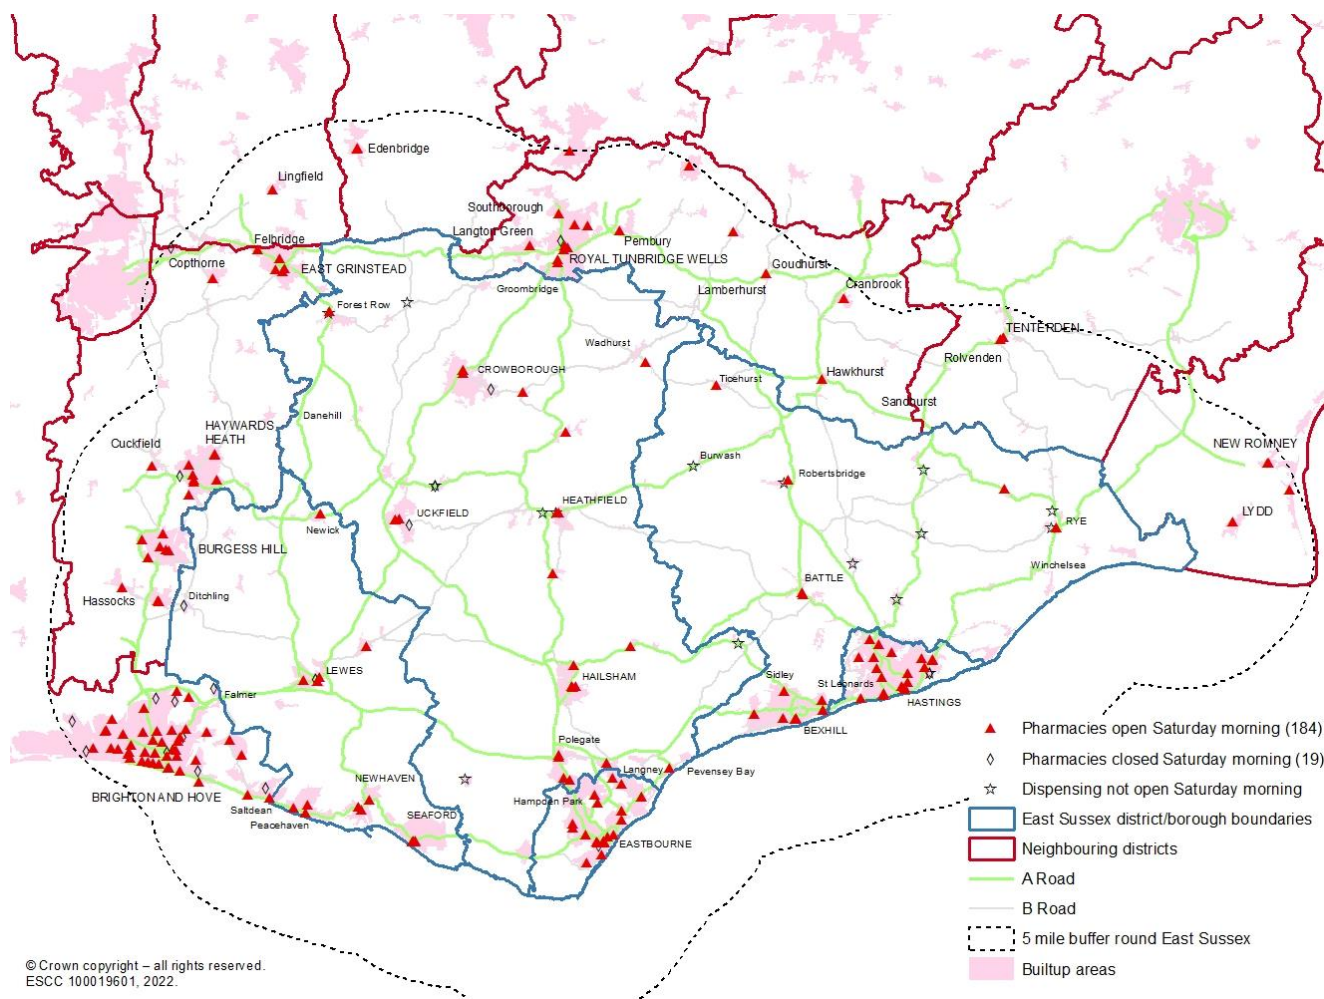 Edenbridge
Lingfield
Southborough
Langton Green
Felbridge
Pembury
ROYAL TUNBRIDGE WELLS
Copthorne
EAST GRINSTEAD
Goudhurst
Groombridge
Lamberhurst
Cranbrook
Forest Row
TENTERDEN
Wadhurst
Rolvenden
CROWBOROUGH
Ticehurst
Hawkhurst
Sandhurst
Danehill
HAYWARDS
HEATH
Cuckfield
NEW ROMNEY
Burwash
Robertsbridge
HEATHFIELD
UCKFIELD
LYDD
RYE
Newick
BURGESS HILL
Winchelsea
BATTLE
Ditchling
Hassocks
LEWES
HAILSHAM
Sidley
St Leonards
Falmer
HASTINGS
BEXHILL
Polegate
Langney
Pevensey Bay
NEWHAVEN
BRIGHTON AND HOVE
Hampden Park
Saltdean
SEAFORD
Peacehaven
EASTBOURNE
Pharmacies open Saturday morning (184)
Pharmacies closed Saturday morning (19)
Dispensing not open Saturday morning
East Sussex district/borough boundaries
Neighbouring districts
A Road
B Road
5 mile buffer round East Sussex
Builtup areas
© Crown copyright – all rights reserved.
ESCC 100019601, 2022.